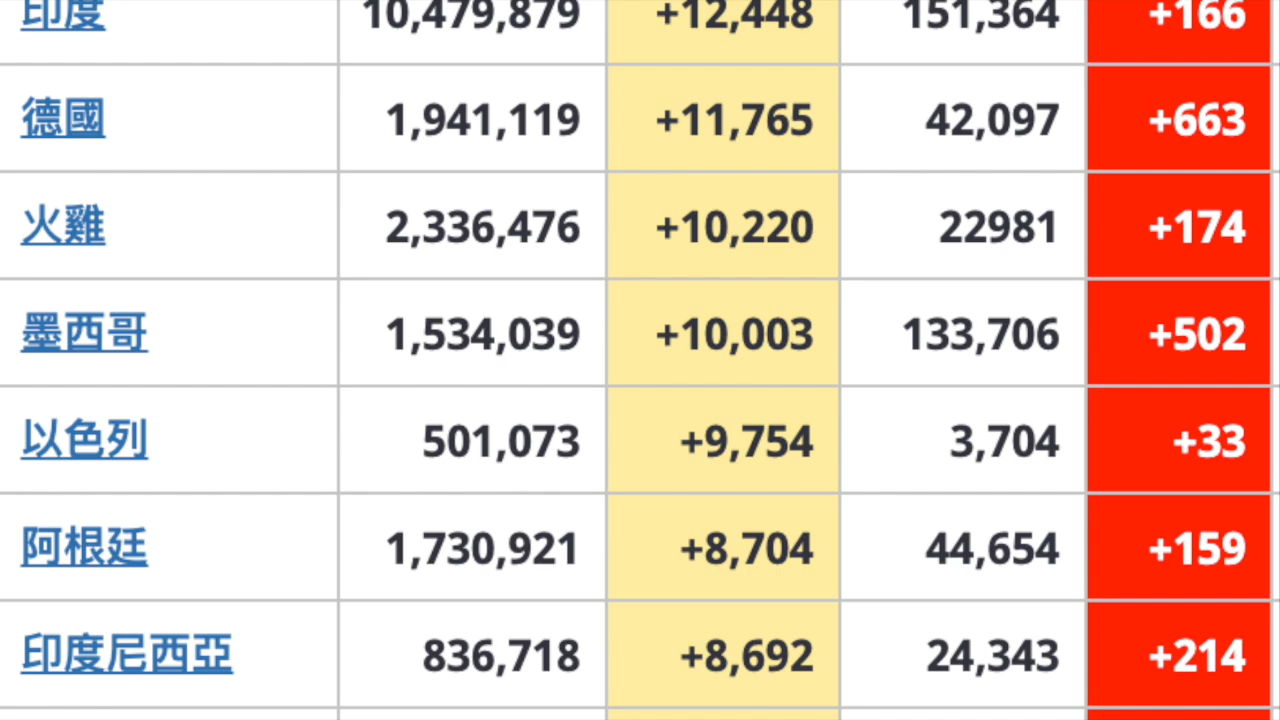 印度 10,479,879 +12,448 151,364 +166
德國 1,941,119 +11,765 42,097 +663
火雞 2,336,476 +10,220 22981 +174
墨西哥 1,534,039 +10,003 133,706 +502
以色列 501,073 +9,754 3,704 +33
阿根廷 1,730,921 +8,704 44,654 +159
印度尼西亞 836,718 +8,692 24,343 +214